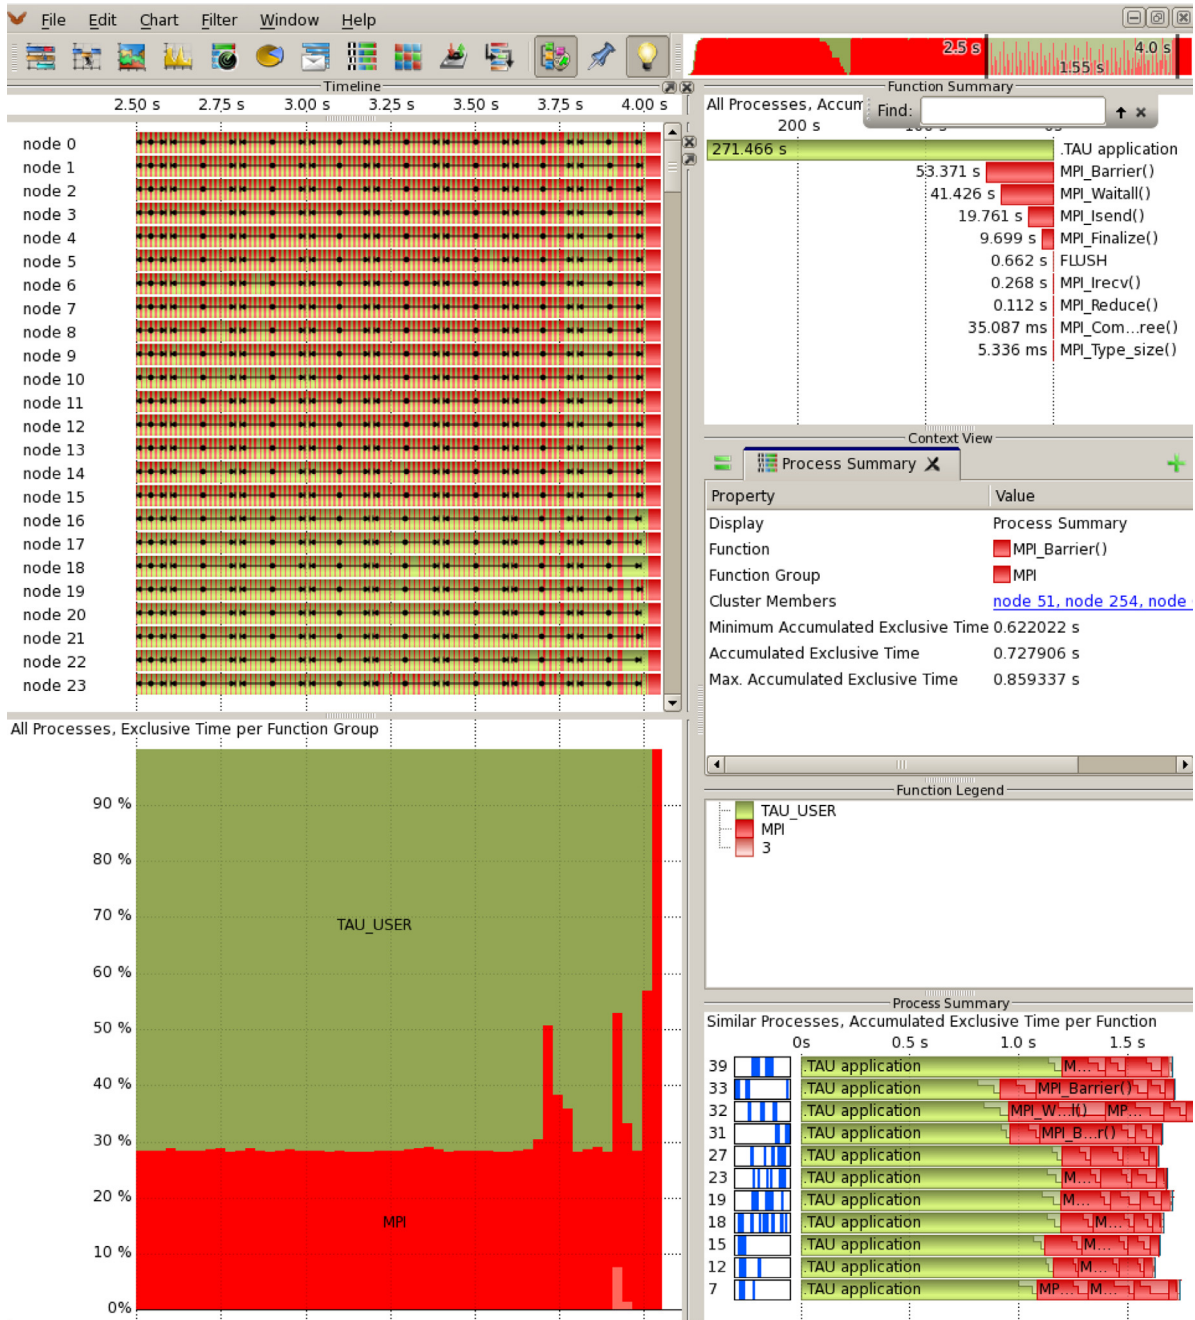 File Edit Chart Filter Window Help
2.5 s 4.0 s
1.55 s
Timeline
2.50 s 2.75 s 3.00 s 3.25 s 3.50 s 3.75 s 4.00 s
node 0
node 1
node 2
node 3
node 4
node 5
node 6
node 7
node 8
node 9
node 10
node 11
node 12
node 13
node 14
node 15
node 16
node 17
node 18
node 19
node 20
node 21
node 22
node 23
All Processes, Exclusive Time per Function Group
90 %
80 %
70 %
TAU_USER
60 %
50 %
40 %
30 %
20 %
MPI
10 %
0%
Function Summary
All Processes, Accum
Find:
200 s
271.466 s .TAU application
53.371 s MPI_Barrier()
41.426 s MPI_Waitall()
19.761 s MPI_Isend()
9.699 s MPI_Finalize()
0.662 s FLUSH
0.268 s MPI_Irecv()
0.112 s MPI_Reduce()
35.087 ms MPI_Com...ree()
5.336 ms MPI_Type_size()
Context View
Process Summary
Property Value
Display Process Summary
Function MPI_Barrier()
Function Group MPI
Cluster Members node 51, node 254, node
Minimum Accumulated Exclusive Time 0.622022 s
Accumulated Exclusive Time 0.727906 s
Max. Accumulated Exclusive Time 0.859337 s
Function Legend
TAU_USER
MPI
3
Process Summary
Similar Processes, Accumulated Exclusive Time per Function
0s 0.5 s 1.0 s 1.5 s
39 .TAU application M...
33 .TAU application MPI_Barrier()
32 .TAU application MPI_W...l() MP...
31 .TAU application MPI_B...r()
27 .TAU application
23 .TAU application M...
19 .TAU application M...
18 .TAU application M...
15 .TAU application M...
12 .TAU application M...
7 .TAU application MP... M...